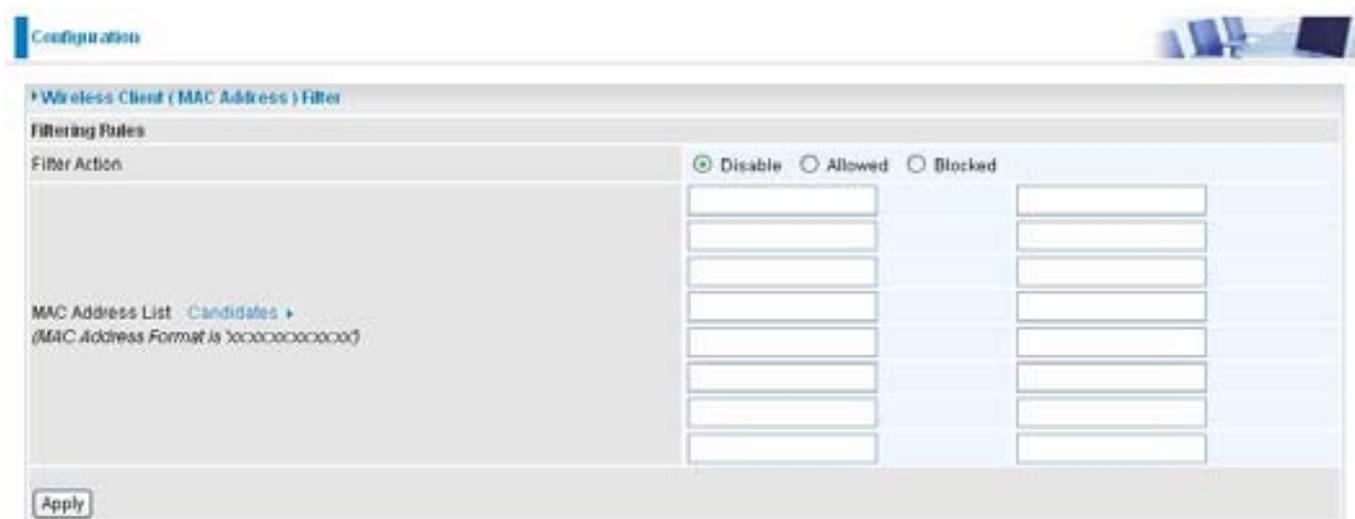 Configuration
Wireless Client ( MAC Address ) Filter
Filtering Rules
Filter Action
Disable Allowed Blocked
MAC Address List Candidates
(MAC Address Format is
Apply